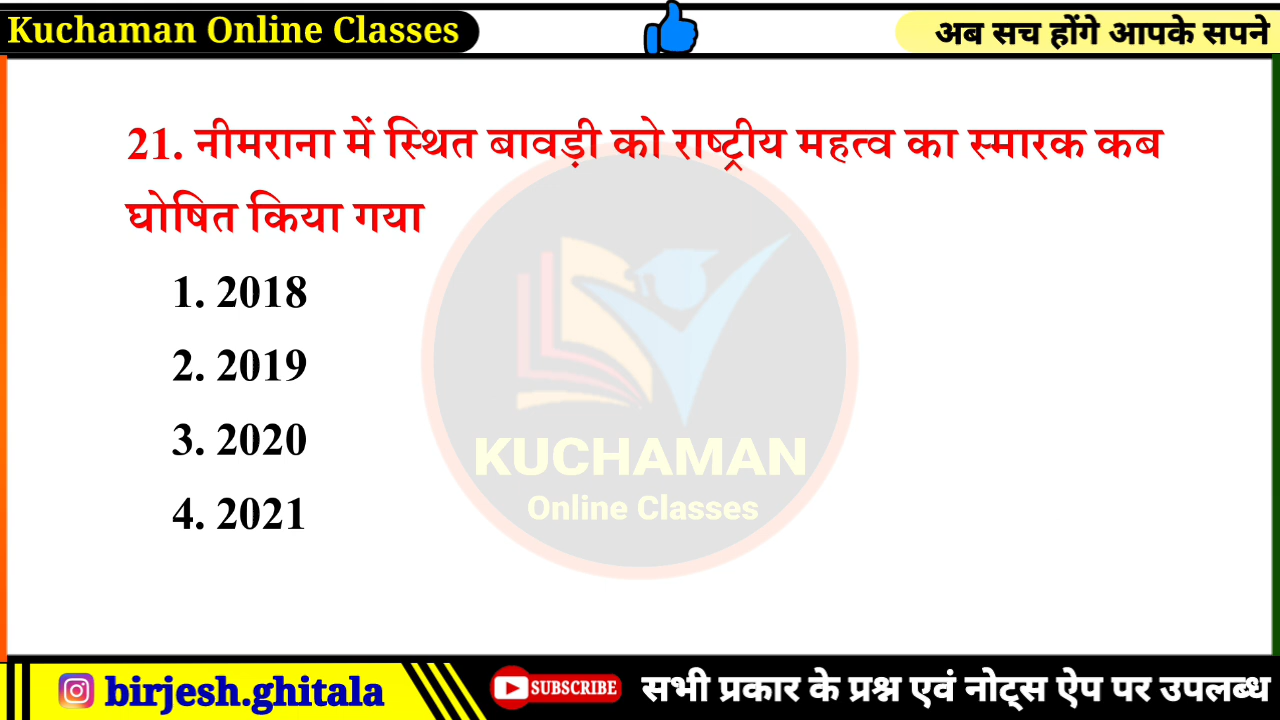 Kuchaman Online Classes
अब सच होंगे आपके सपने
21. नीमराना में स्थित बावड़ी को राष्ट्रीय महत्व का स्मारक कब
घोषित किया गया
1. 2018
2. 2019
3. 2020
4. 2021
KUCHAMAN
Online Classes
birjesh.ghitala
SUBSCRIBE
सभी प्रकार के प्रश्न एवं नोट्स ऐप पर उपलब्ध